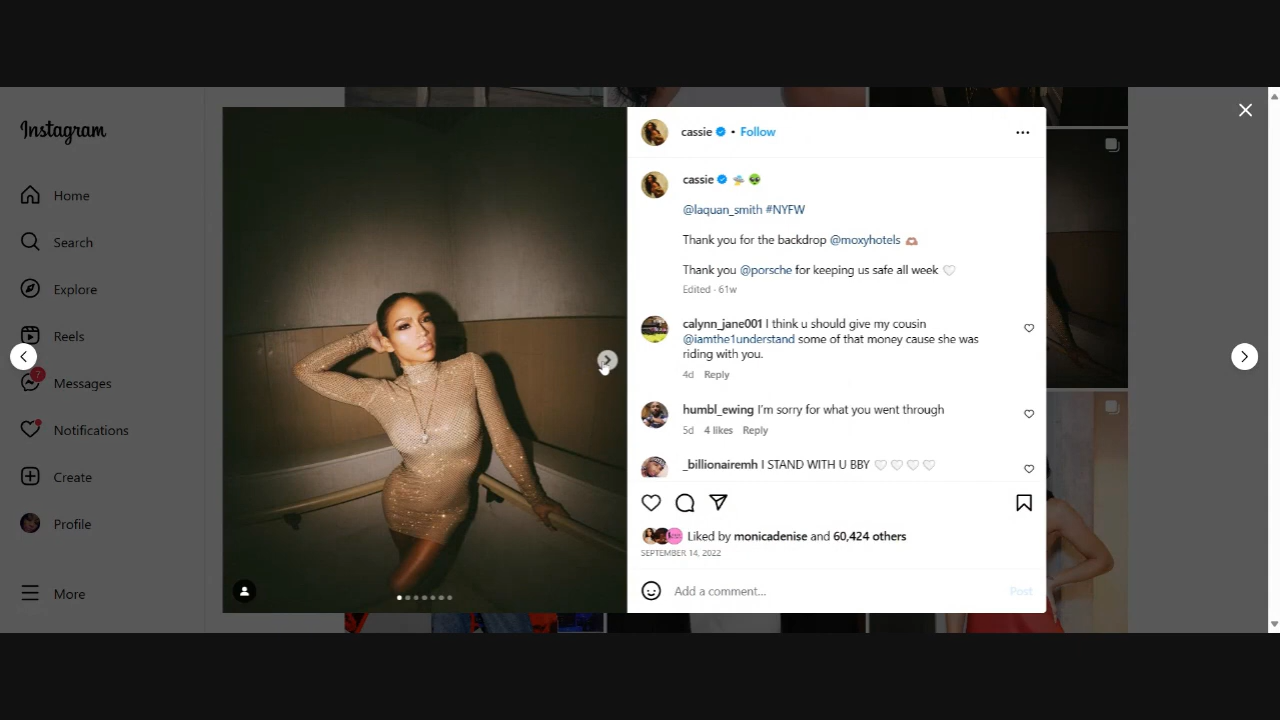 Instagram
Home
Search
Explore
Reels
7
Messages
Notifications
Create
Profile
More
cassie • Follow
cassie
@laquan_smith #NYFW
Thank you for the backdrop @moxyhotels
Thank you @porsche for keeping us safe all week
Edited · 61w
calynn_jane001 I think u should give my cousin
@iamthe1understand some of that money cause she was
riding with you.
4d Reply
humbl_ewing I'm sorry for what you went through
5d 4 likes Reply
_billionairemh I STAND WITH U BBY
Liked by monicadenise and 60,424 others
SEPTEMBER 14, 2022
Add a comment...
Post